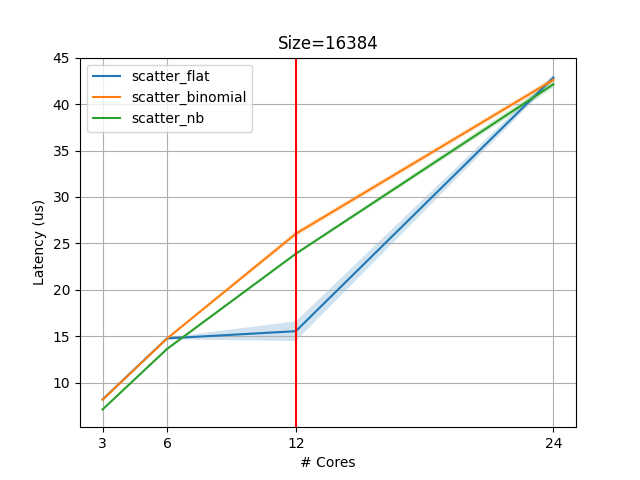 Size=16384
scatter_flat
scatter_binomial
scatter_nb
Latency (us)
45
40
35
30
25
20
15
10
3 6 12 24
# Cores